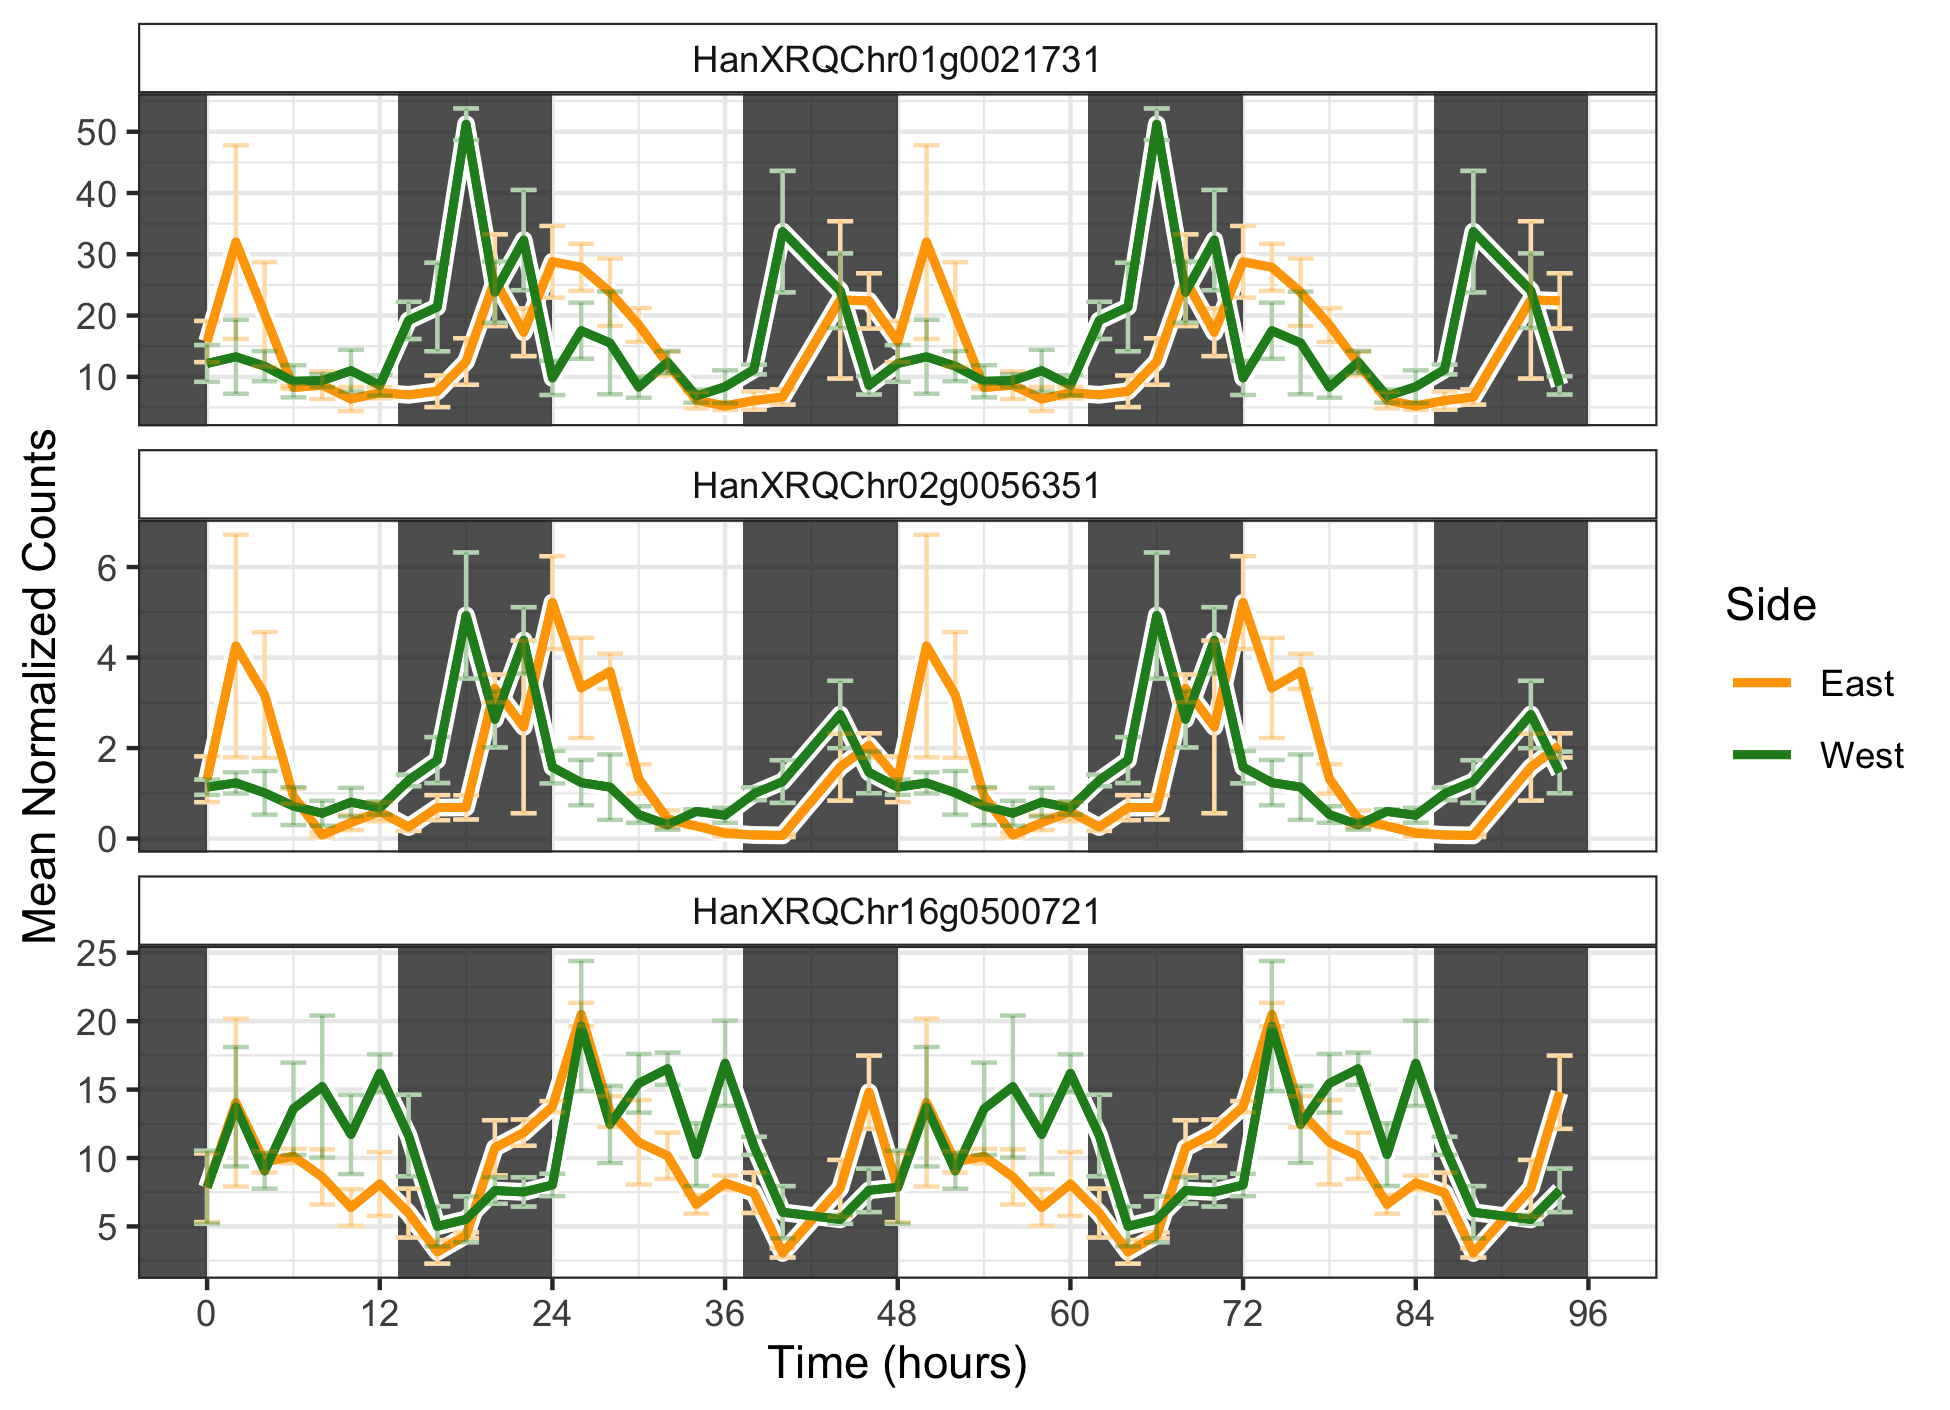 HanXRQChr01g0021731
50
40
30
20
10
HanXRQChr02g0056351
6
4
2
0
HanXRQChr16g0500721
25
20
15
10
5
0 12 24 36 48 60 72 84 96
Time (hours)
Mean Normalized Counts
Side
East
West